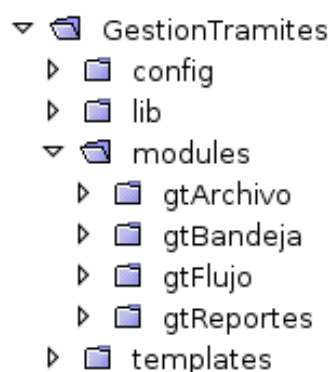 GestionTramites
config
lib
modules
gtArchivo
gtBandeja
gtFlujo
gtReportes
templates